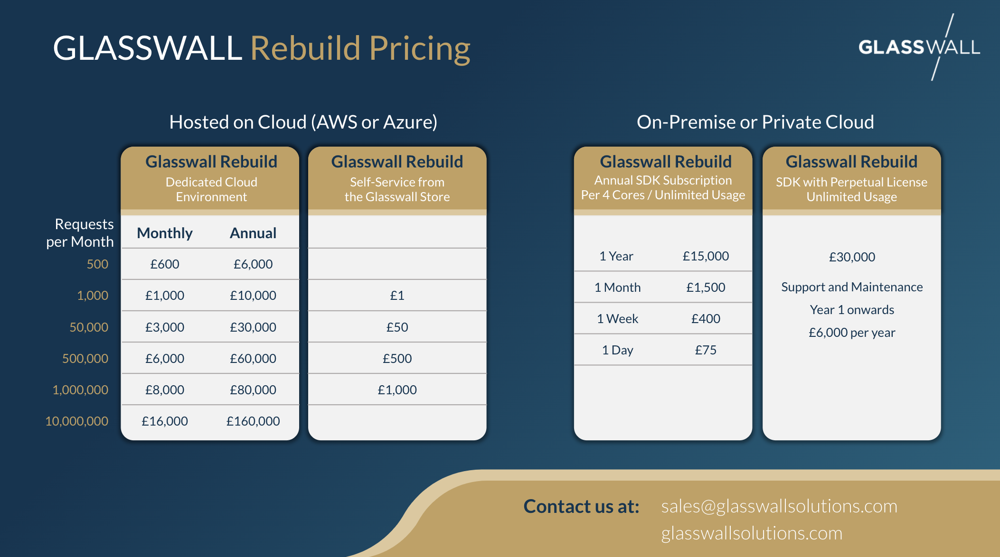 GLASSWALL Rebuild Pricing
GLASSWALL
Hosted on Cloud (AWS or Azure)
Glasswall Rebuild
Dedicated Cloud
Environment
Glasswall Rebuild
Self-Service from
the Glasswall Store
Requests
per Month
Monthly Annual
500 £600 £6,000
1,000 £1,000 £10,000 £1
50,000 £3,000 £30,000 £50
500,000 £6,000 £60,000 £500
1,000,000 £8,000 £80,000 £1,000
10,000,000 £16,000 £160,000
On-Premise or Private Cloud
Glasswall Rebuild
Annual SDK Subscription
Per 4 Cores / Unlimited Usage
1 Year £15,000
1 Month £1,500
1 Week £400
1 Day £75
Glasswall Rebuild
SDK with Perpetual License
Unlimited Usage
£30,000
Support and Maintenance
Year 1 onwards
£6,000 per year
Contact us at: sales@glasswallsolutions.com
glasswallsolutions.com